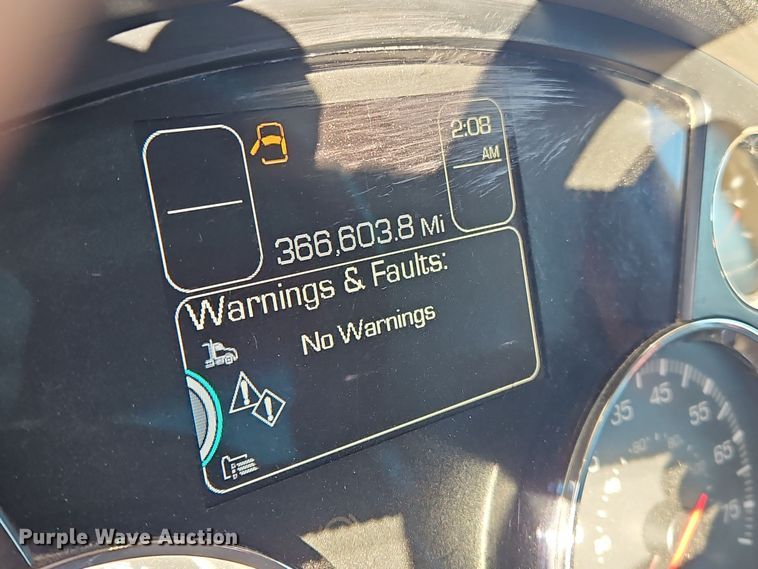 2:08
AM
366,603.8 Mi
Warnings & Faults:
No Warnings
35
45
55
65
75
Purple Wave Auction